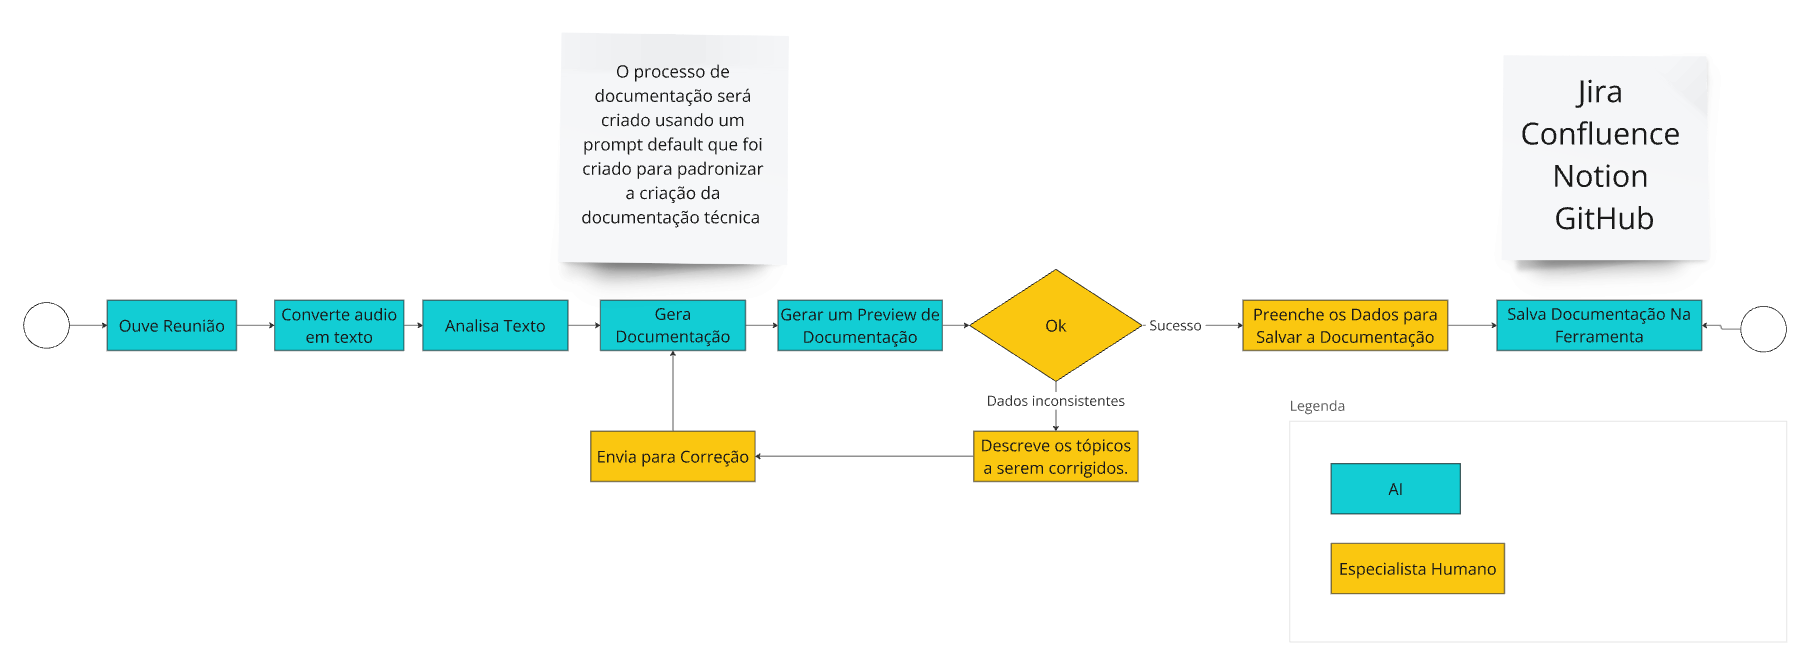 O processo de
documentação será
criado usando um
prompt default que foi
criado para padronizar
a criação da
documentação técnica
Jira
Confluence
Notion
GitHub
Ouve Reunião
Converte audio
em texto
Analisa Texto
Gera
Documentação
Gerar um Preview de
Documentação
Ok
Sucesso
Preenche os Dados para
Salvar a Documentação
Salva Documentação Na
Ferramenta
Dados inconsistentes
Descreve os tópicos
a serem corrigidos.
Envia para Correção
Legenda
AI
Especialista Humano